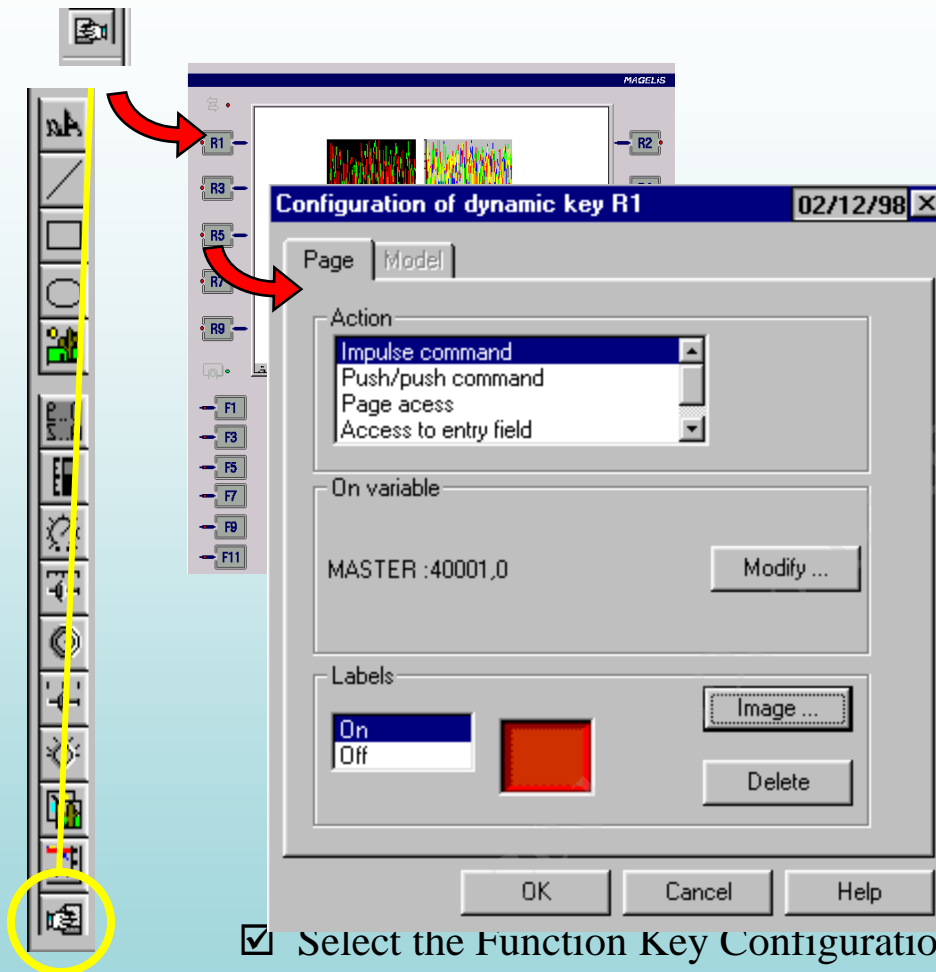 MAGELIS
R1
R2
R3
R5
R7
R9
F1
F3
F5
F7
F9
F11
Configuration of dynamic key R1
02/12/98
Page
Model
Action
Impulse command
Push/push command
Page acess
Access to entry field
On variable
MASTER :40001,0
Modify ...
Labels
On
Off
Image ...
Delete
OK
Cancel
Help
Select the Function Key